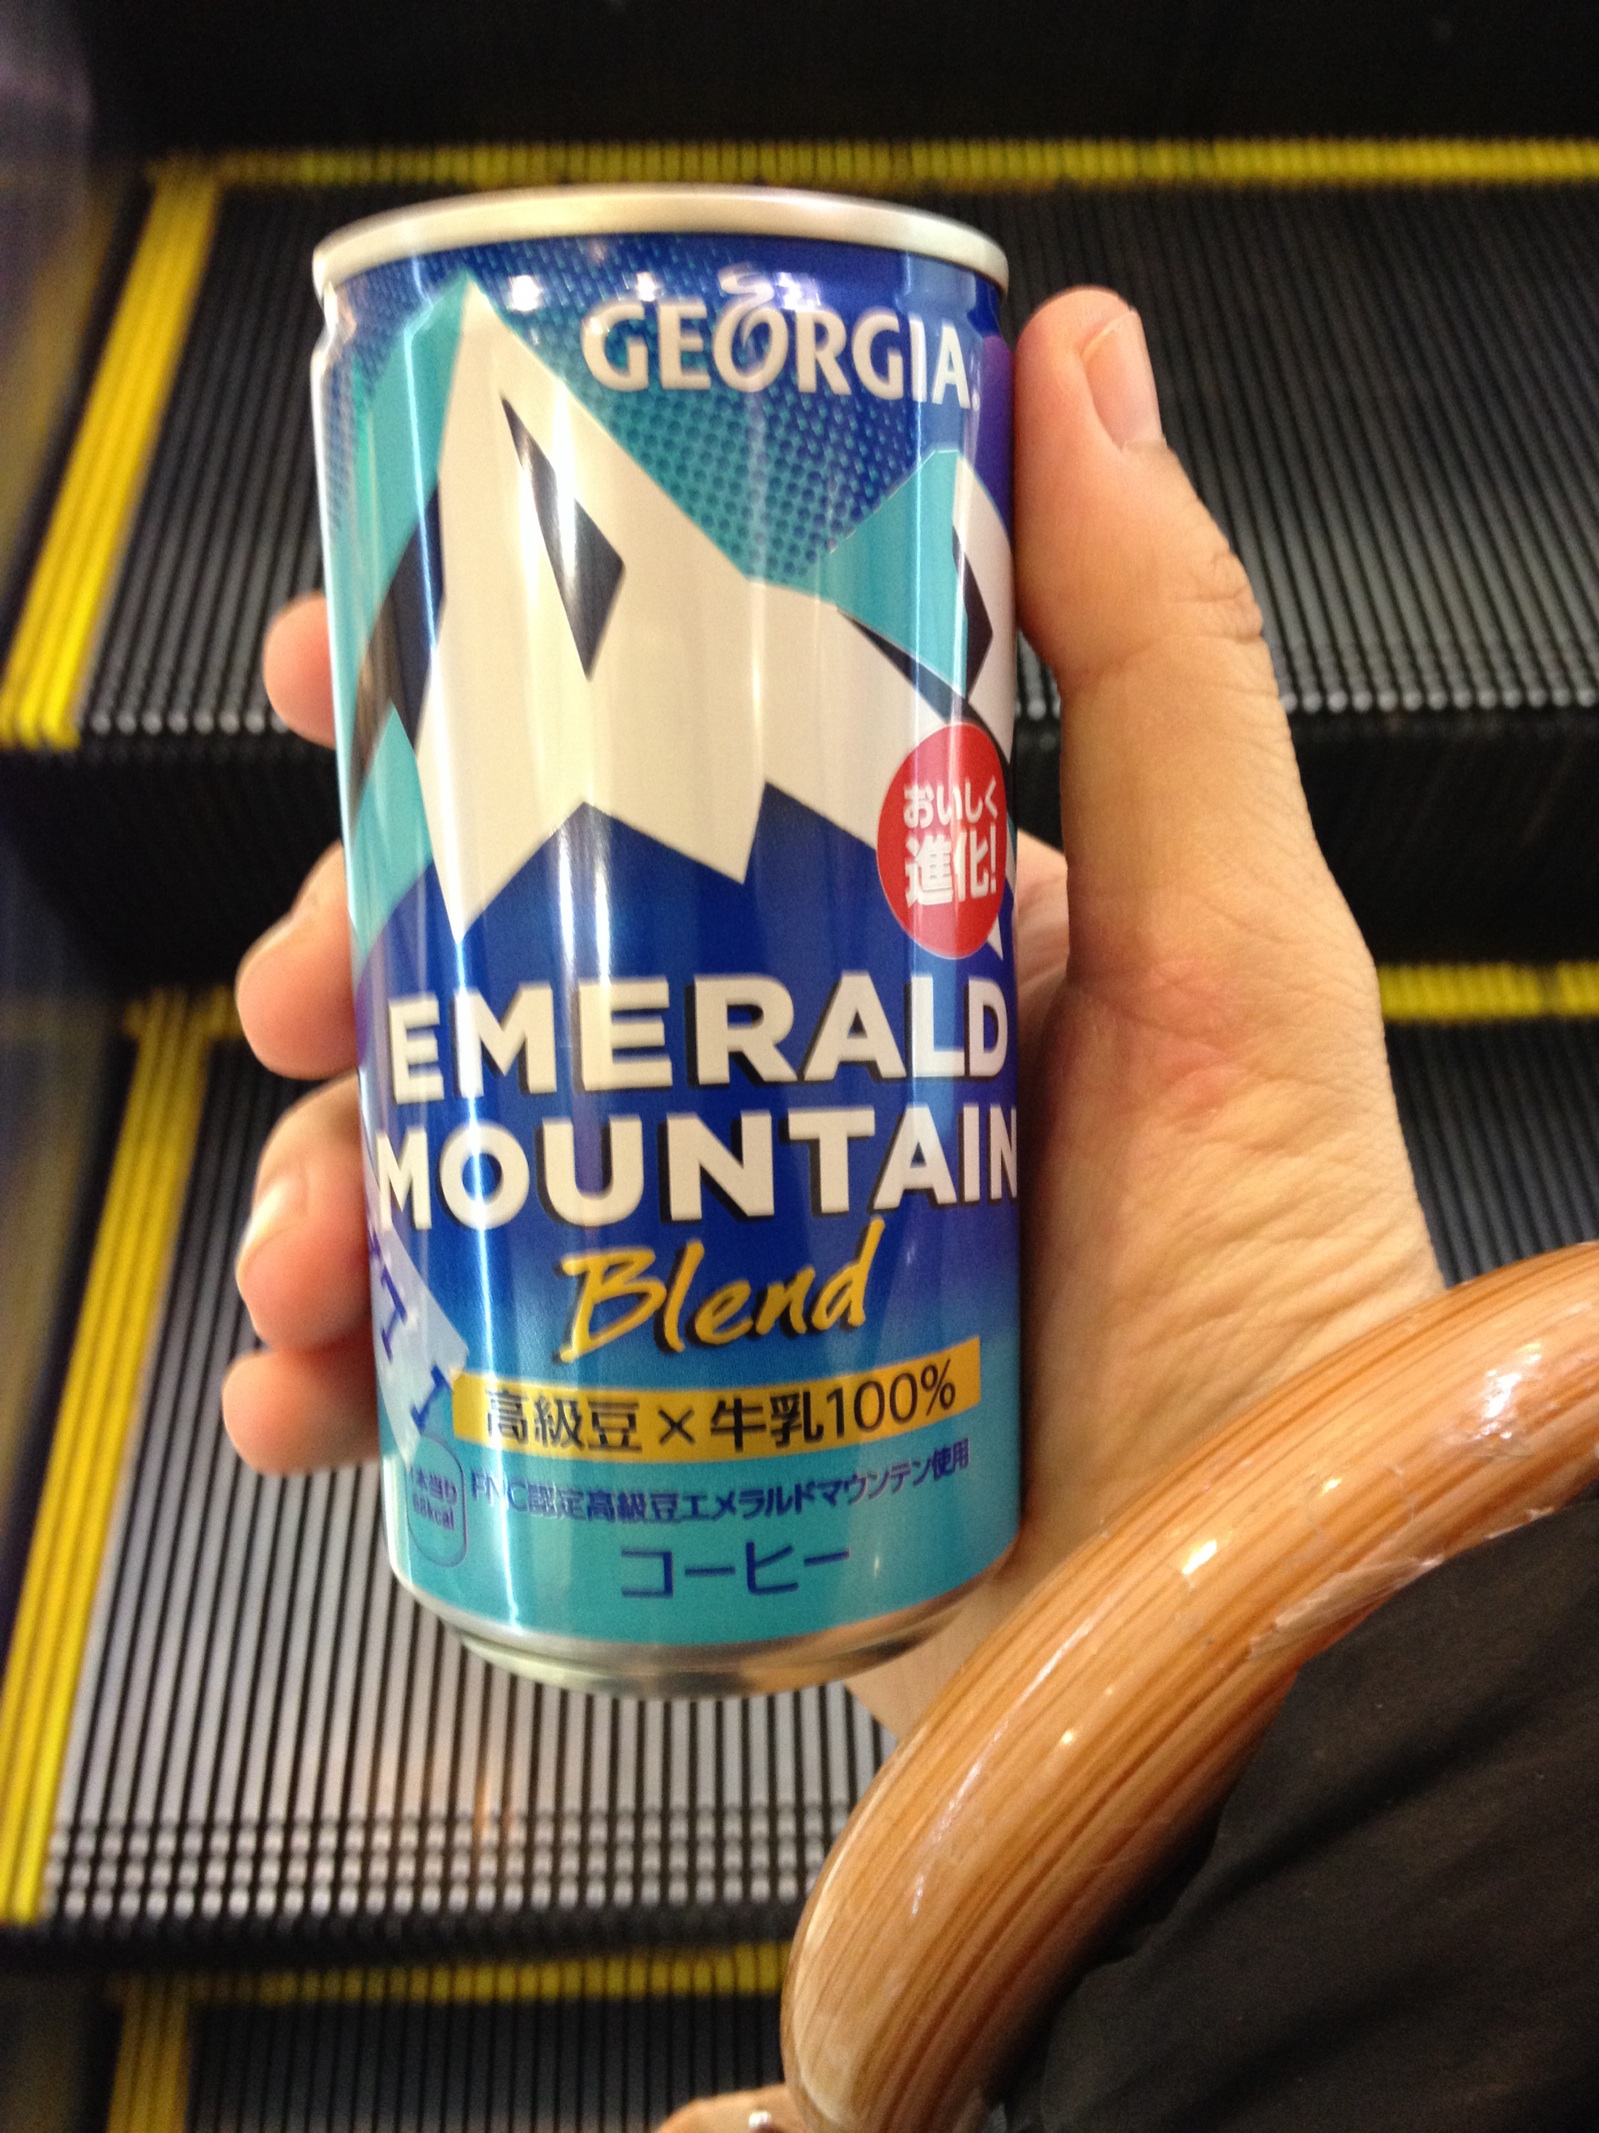 GEORGIA
おいしく
進化!
EMERALD
MOUNTAIN
Blend
高級豆×牛乳100%
FNC認定高級豆エメラルドマウンテン使用
コーヒー